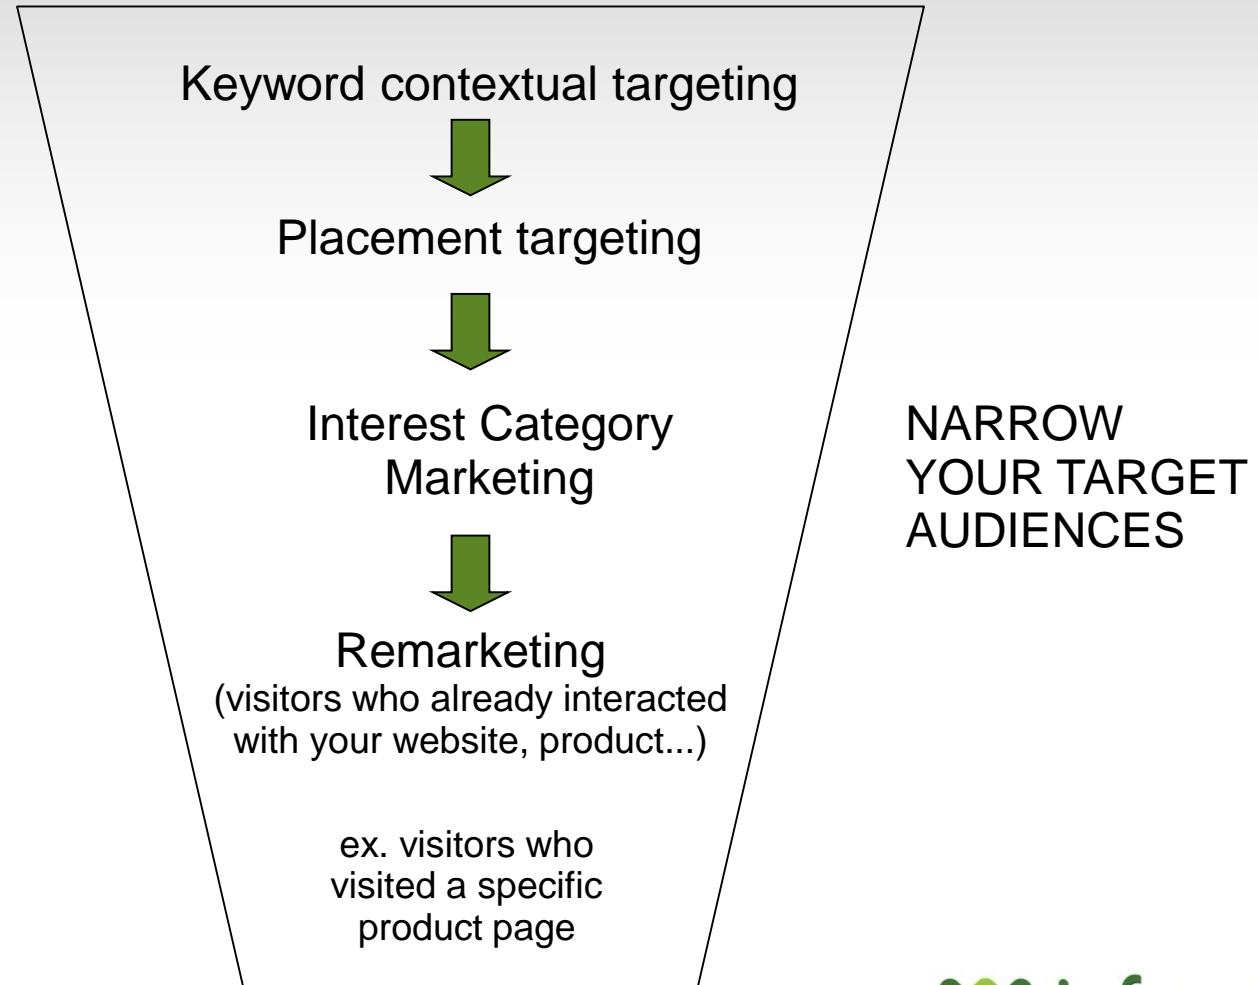 Keyword contextual targeting
Placement targeting
Interest Category
Marketing
NARROW
YOUR TARGET
AUDIENCES
Remarketing
(visitors who already interacted
with your website, product...)
ex. visitors who
visited a specific
product page